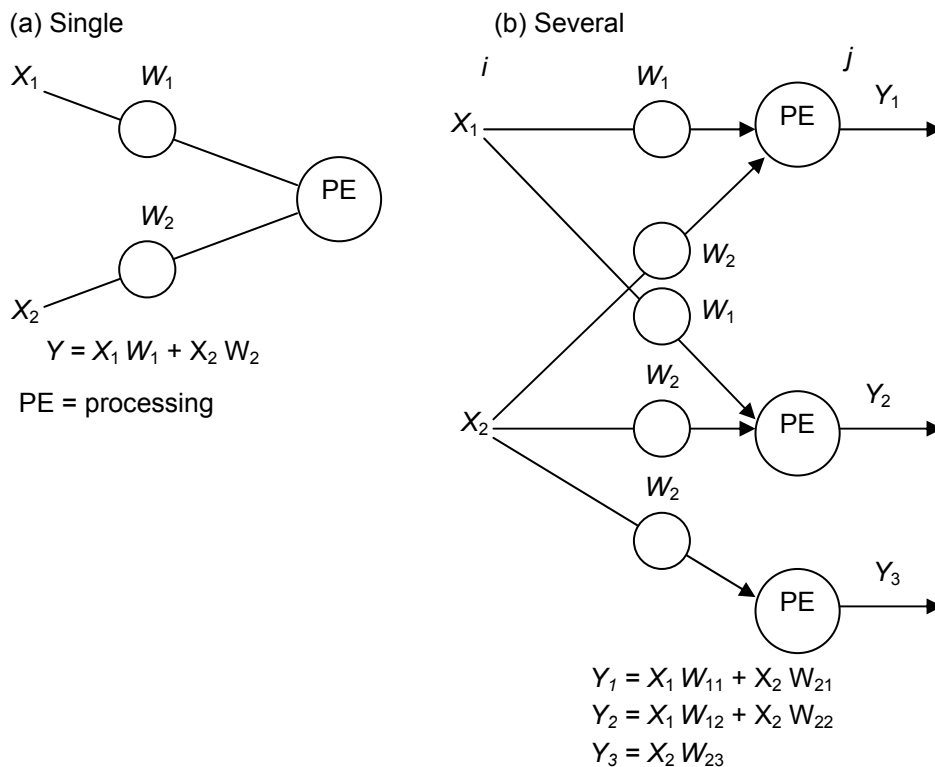 (a) Single
X₁
W₁
PE
W₂
X₂
Y = X₁ W₁ + X₂ W₂
PE = processing
(b) Several
i
j
W₁
Y₁
X₁
PE
W₂
W₁
W₂
Y₂
X₂
PE
W₂
Y₃
PE
Y₁ = X₁ W₁₁ + X₂ W₂₁
Y₂ = X₁ W₁₂ + X₂ W₂₂
Y₃ = X₂ W₂₃